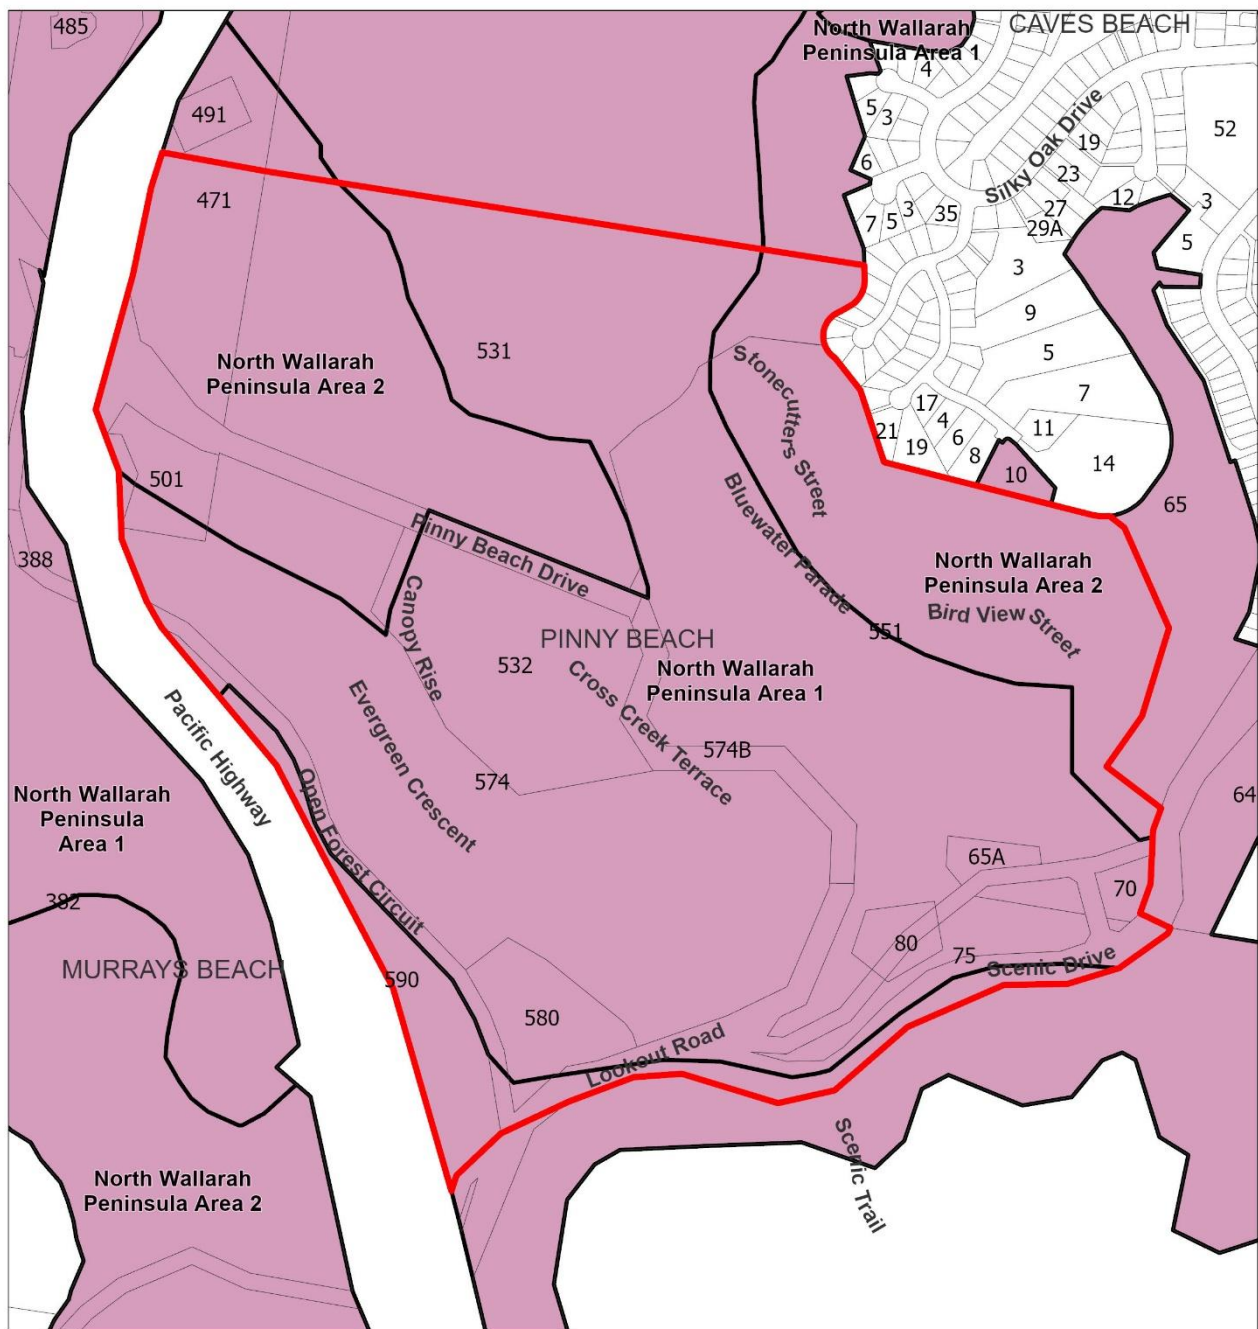 485
North Wallarah
Peninsula Area 1
CAVES BEACH
4
491
5
3
52
Silky Oak Drive
19
6
23
471
12
3
27
7
5
3
35
29A
5
3
9
531
North Wallarah
Peninsula Area 2
Stonecutters Street
5
7
17
4
11
21
19
6
8
14
10
501
65
Bluewater Parade
388
Pinny Beach Drive
North Wallarah
Peninsula Area 2
Bird View Street
551
Canopy Rise
PINNY BEACH
532
North Wallarah
Peninsula Area 1
Cross Creek Terrace
Evergreen Crescent
Pacific Highway
574B
574
Open Forest Circuit
North Wallarah
Peninsula
Area 1
64
65A
70
382
80
75
MURRAYS BEACH
Scenic Drive
590
580
Lookout Road
North Wallarah
Peninsula Area 2
Scenic Trail